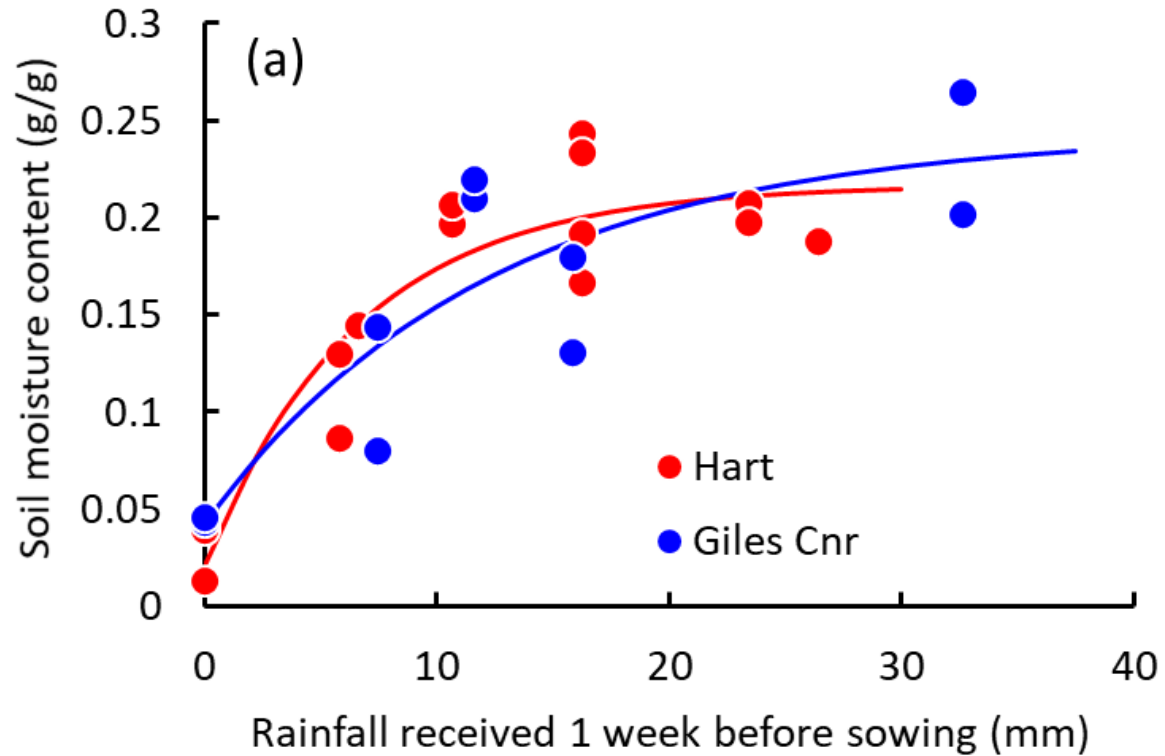 (a)
Soil moisture content (g/g)
0.3
0.25
0.2
0.15
0.1
0.05
0
Hart
Giles Cnr
0 10 20 30 40
Rainfall received 1 week before sowing (mm)